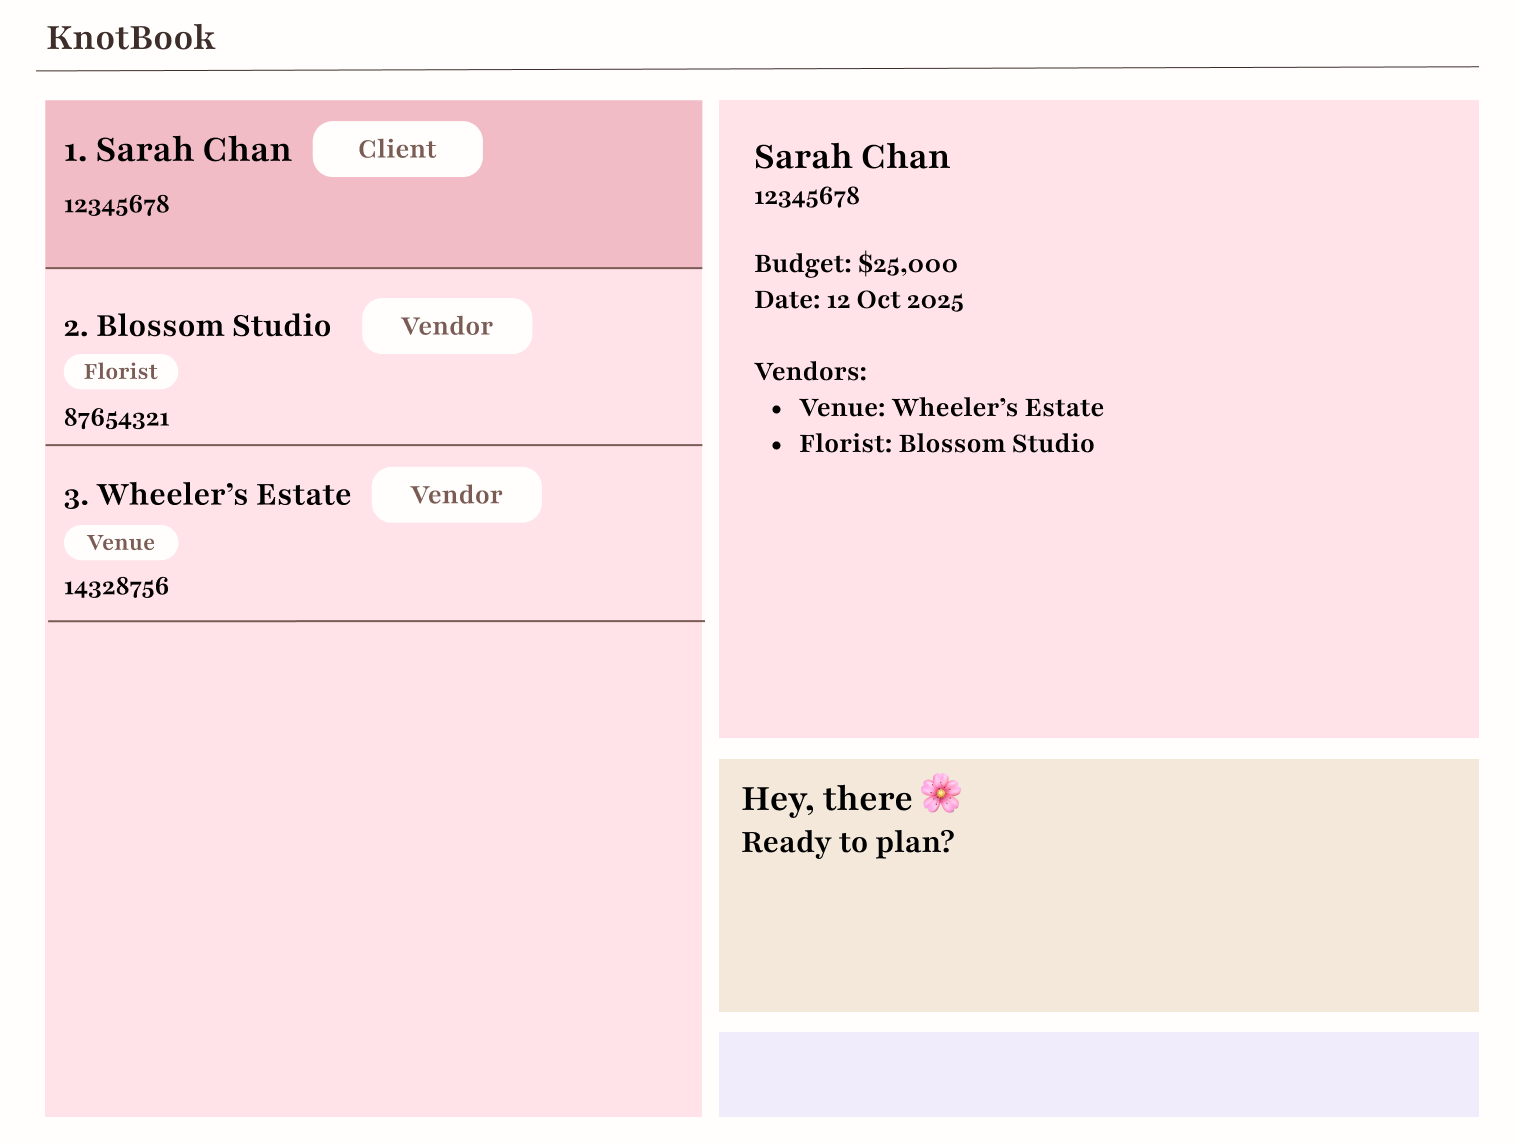 KnotBook
1. Sarah Chan
Client
12345678
2. Blossom Studio
Vendor
Florist
87654321
3. Wheeler’s Estate
Vendor
Venue
14328756
Sarah Chan
12345678
Budget: $25,000
Date: 12 Oct 2025
Vendors:
• Venue: Wheeler’s Estate
• Florist: Blossom Studio
Hey, there 🌸
Ready to plan?